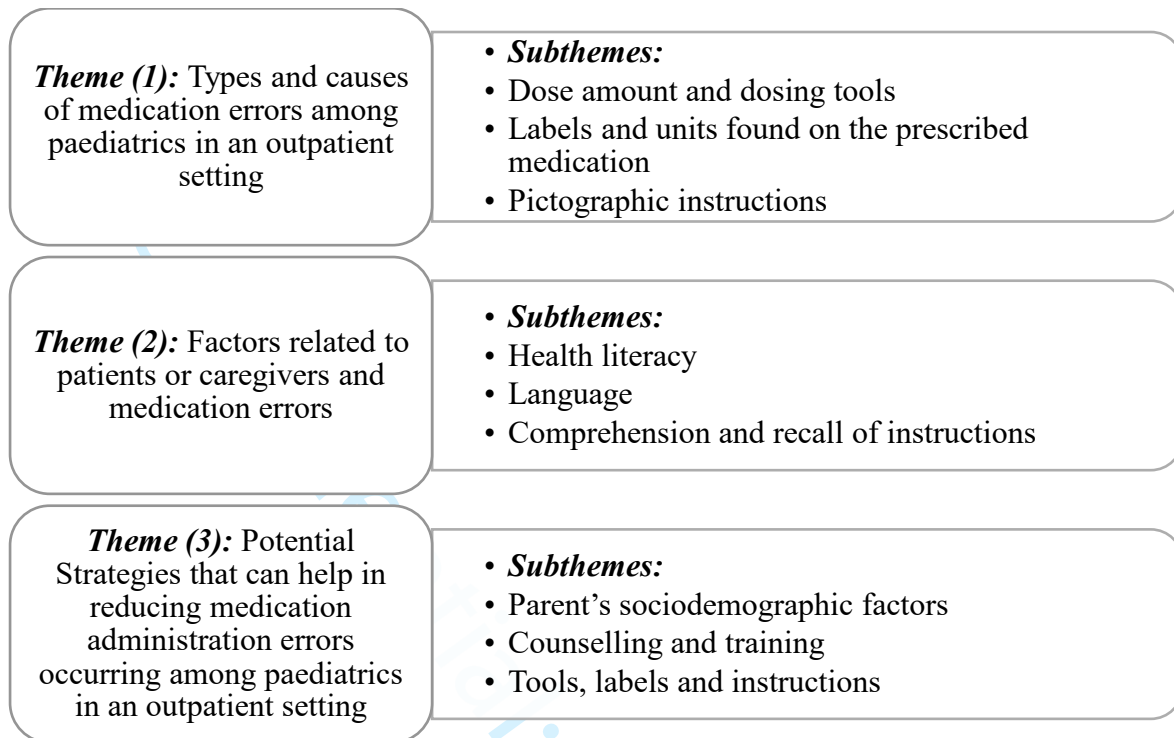 Theme (1): Types and causes
of medication errors among
paediatrics in an outpatient
setting
• Subthemes:
• Dose amount and dosing tools
• Labels and units found on the prescribed
medication
• Pictographic instructions
Theme (2): Factors related to
patients or caregivers and
medication errors
• Subthemes:
• Health literacy
• Language
• Comprehension and recall of instructions
Theme (3): Potential
Strategies that can help in
reducing medication
administration errors
occurring among paediatrics
in an outpatient setting
• Subthemes:
• Parent's sociodemographic factors
• Counselling and training
• Tools, labels and instructions